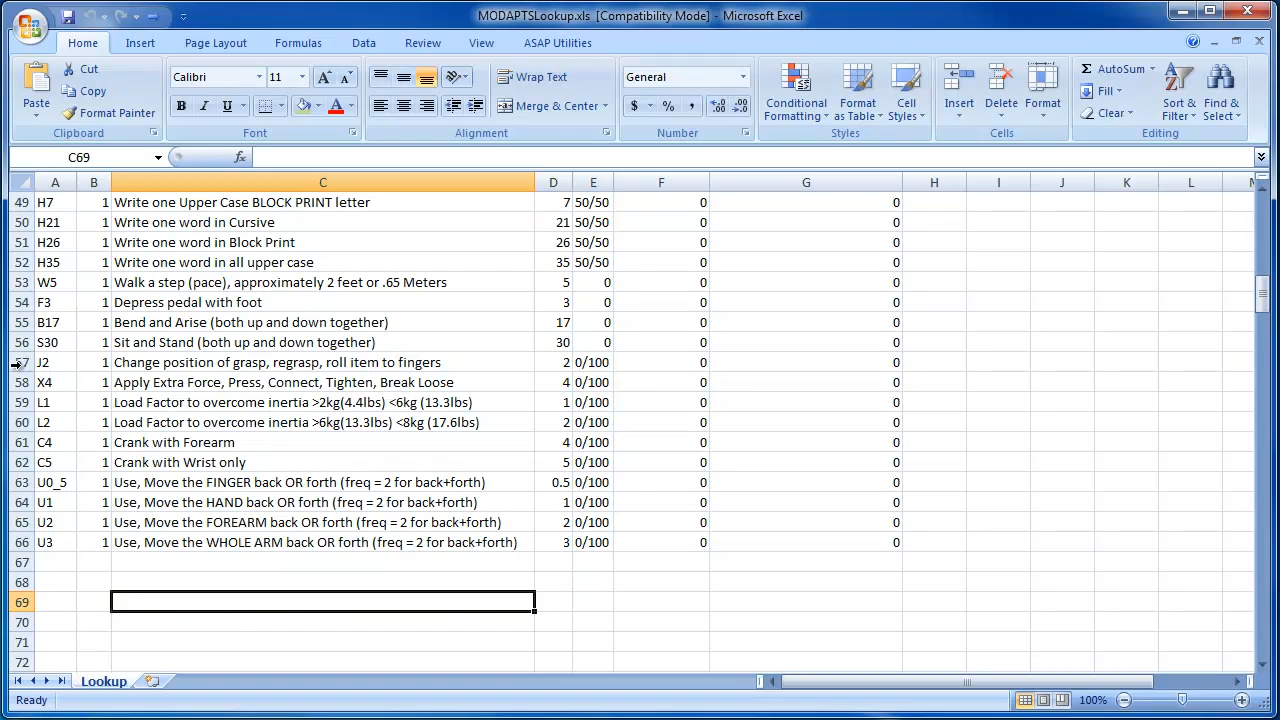 MODAPTSLookup.xls [Compatibility Mode] - Microsoft Excel
Home Insert Page Layout Formulas Data Review View ASAP Utilities
Paste Cut Copy Format Painter Clipboard
Calibri 11 B I U A Font
Wrap Text Merge & Center Alignment
General $ % , Number
Conditional Formatting Format as Table Cell Styles Styles
Insert Delete Format Cells
AutoSum Fill Clear Sort & Filter Find & Select Editing
C69 fx
A B C D E F G H I J K L M
49 H7 1 Write one Upper Case BLOCK PRINT letter 7 50/50 0 0
50 H21 1 Write one word in Cursive 21 50/50 0 0
51 H26 1 Write one word in Block Print 26 50/50 0 0
52 H35 1 Write one word in all upper case 35 50/50 0 0
53 W5 1 Walk a step (pace), approximately 2 feet or .65 Meters 5 0 0 0
54 F3 1 Depress pedal with foot 3 0 0 0
55 B17 1 Bend and Arise (both up and down together) 17 0 0 0
56 S30 1 Sit and Stand (both up and down together) 30 0 0 0
57 J2 1 Change position of grasp, regrasp, roll item to fingers 2 0/100 0 0
58 X4 1 Apply Extra Force, Press, Connect, Tighten, Break Loose 4 0/100 0 0
59 L1 1 Load Factor to overcome inertia >2kg(4.4lbs) <6kg (13.3lbs) 1 0/100 0 0
60 L2 1 Load Factor to overcome inertia >6kg(13.3lbs) <8kg (17.6lbs) 2 0/100 0 0
61 C4 1 Crank with Forearm 4 0/100 0 0
62 C5 1 Crank with Wrist only 5 0/100 0 0
63 U0_5 1 Use, Move the FINGER back OR forth (freq = 2 for back+forth) 0.5 0/100 0 0
64 U1 1 Use, Move the HAND back OR forth (freq = 2 for back+forth) 1 0/100 0 0
65 U2 1 Use, Move the FOREARM back OR forth (freq = 2 for back+forth) 2 0/100 0 0
66 U3 1 Use, Move the WHOLE ARM back OR forth (freq = 2 for back+forth) 3 0/100 0 0
67
68
69
70
71
72
Lookup
Ready 100%